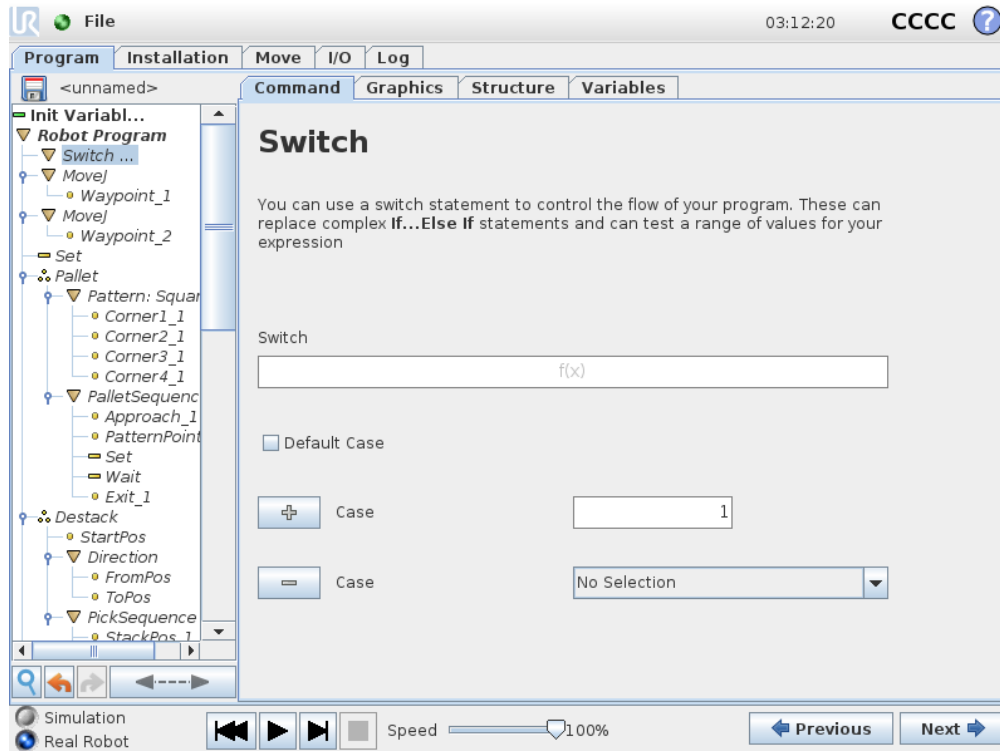 UR File 03:12:20 CCCC ?
Program Installation Move I/O Log
<unnamed> Command Graphics Structure Variables
Init Variabl...
Robot Program
Switch ...
MoveJ
Waypoint_1
MoveJ
Waypoint_2
Set
Pallet
Pattern: Squar
Corner1_1
Corner2_1
Corner3_1
Corner4_1
PalletSequenc
Approach_1
PatternPoint
Set
Wait
Exit_1
Destack
StartPos
Direction
FromPos
ToPos
PickSequence
StackPos_1
Switch
You can use a switch statement to control the flow of your program. These can
replace complex If...Else If statements and can test a range of values for your
expression
Switch
f(x)
Default Case
Case 1
Case No Selection
Simulation
Real Robot
Speed 100%
Previous Next